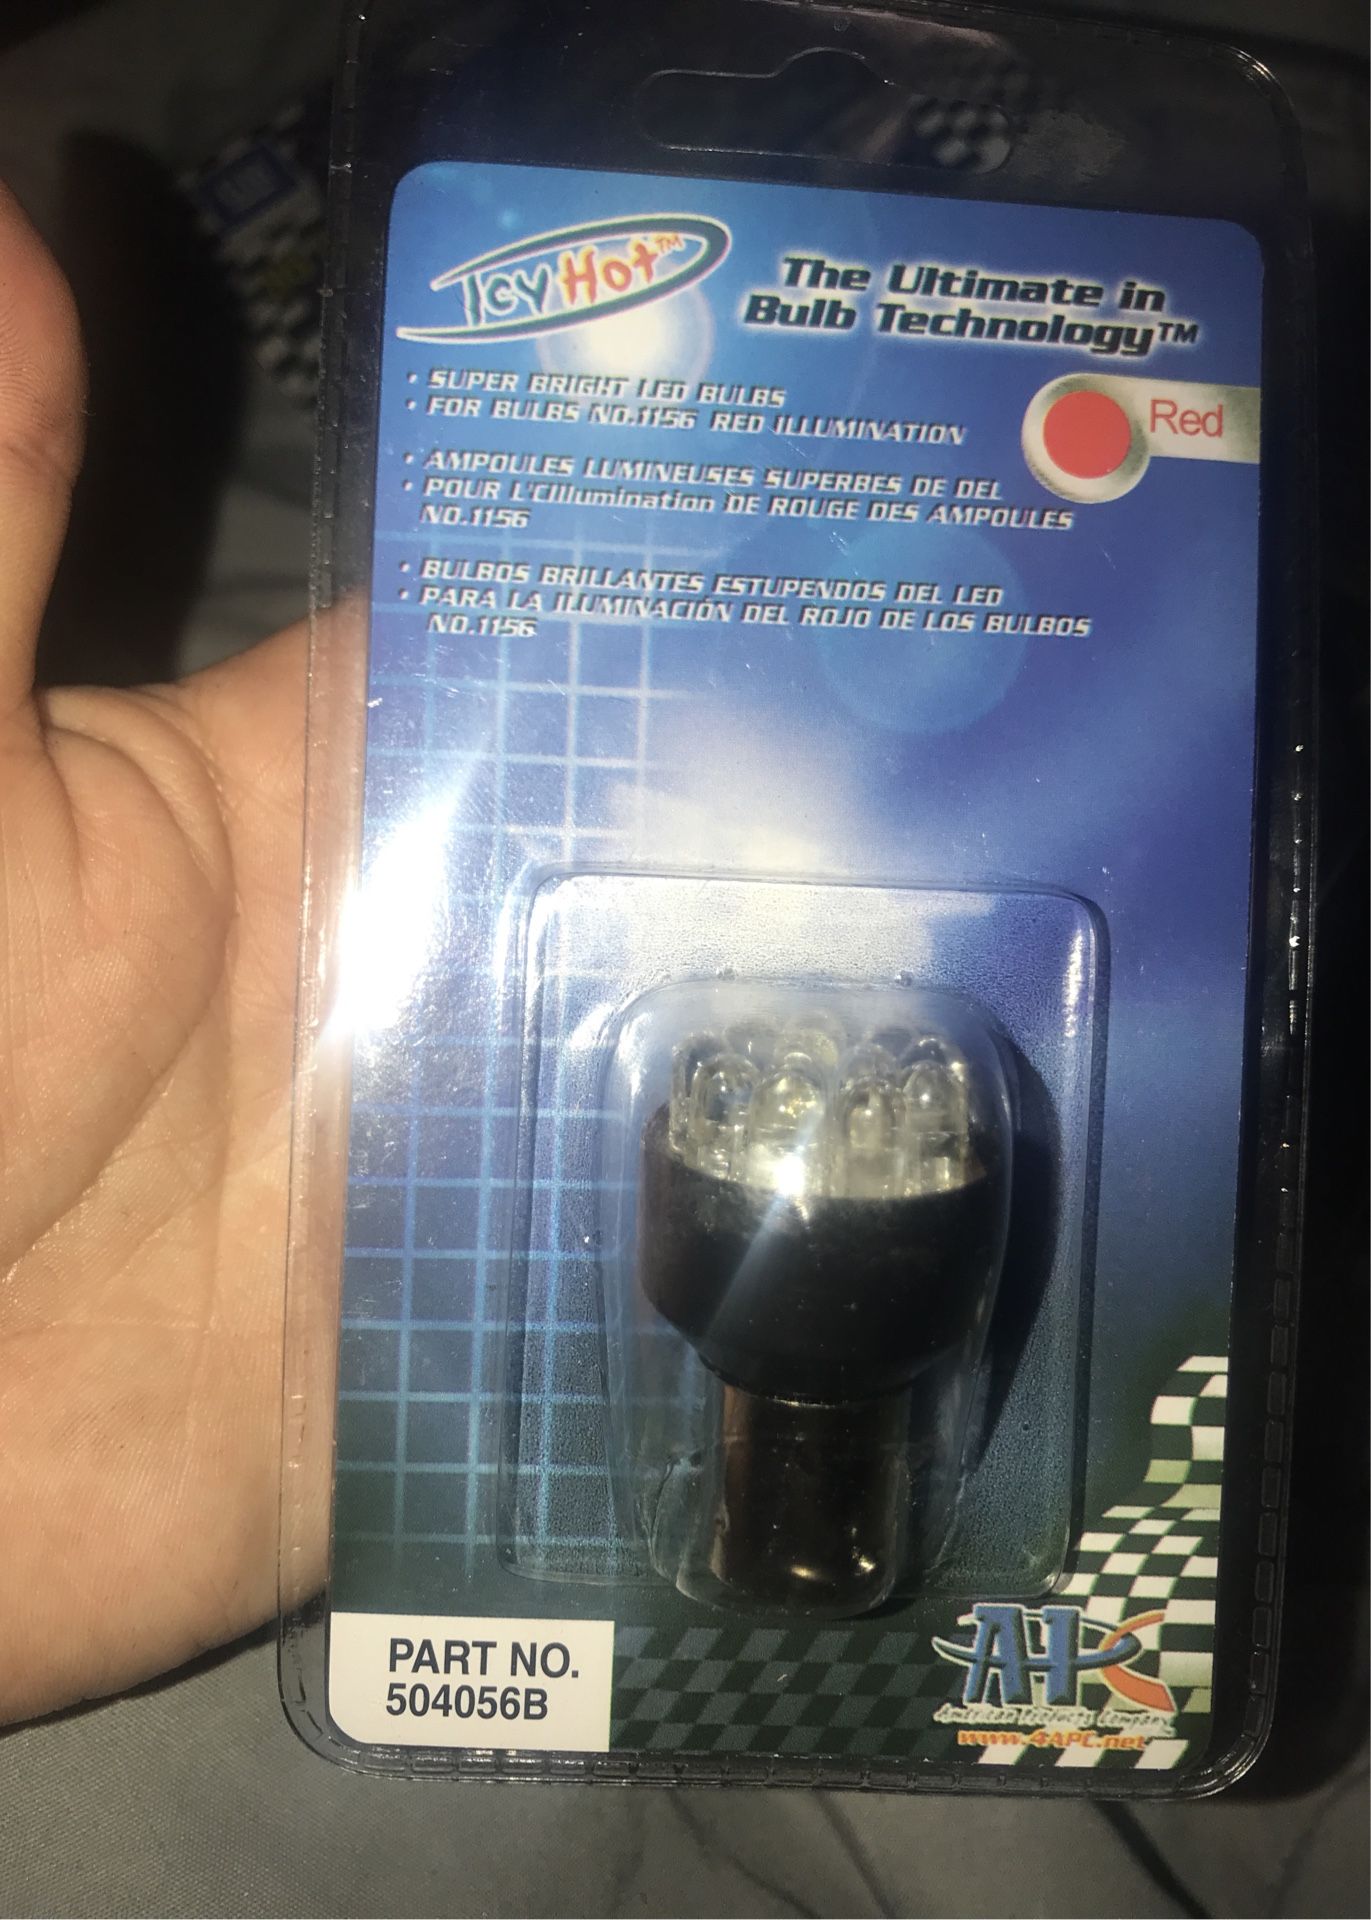 IcyHot™
The Ultimate in
Bulb Technology™
• SUPER BRIGHT LED BULBS
• FOR BULBS NO.1156 RED ILLUMINATION
Red
• AMPOULES LUMINEUSES SUPERBES DE DEL
• POUR L'CIllumination DE ROUGE DES AMPOULES
NO.1156
• BULBOS BRILLANTES ESTUPENDOS DEL LED
• PARA LA ILUMINACIÓN DEL ROJO DE LOS BULBOS
NO.1156
PART NO.
504056B
APC
American Products Company
www.4APC.net